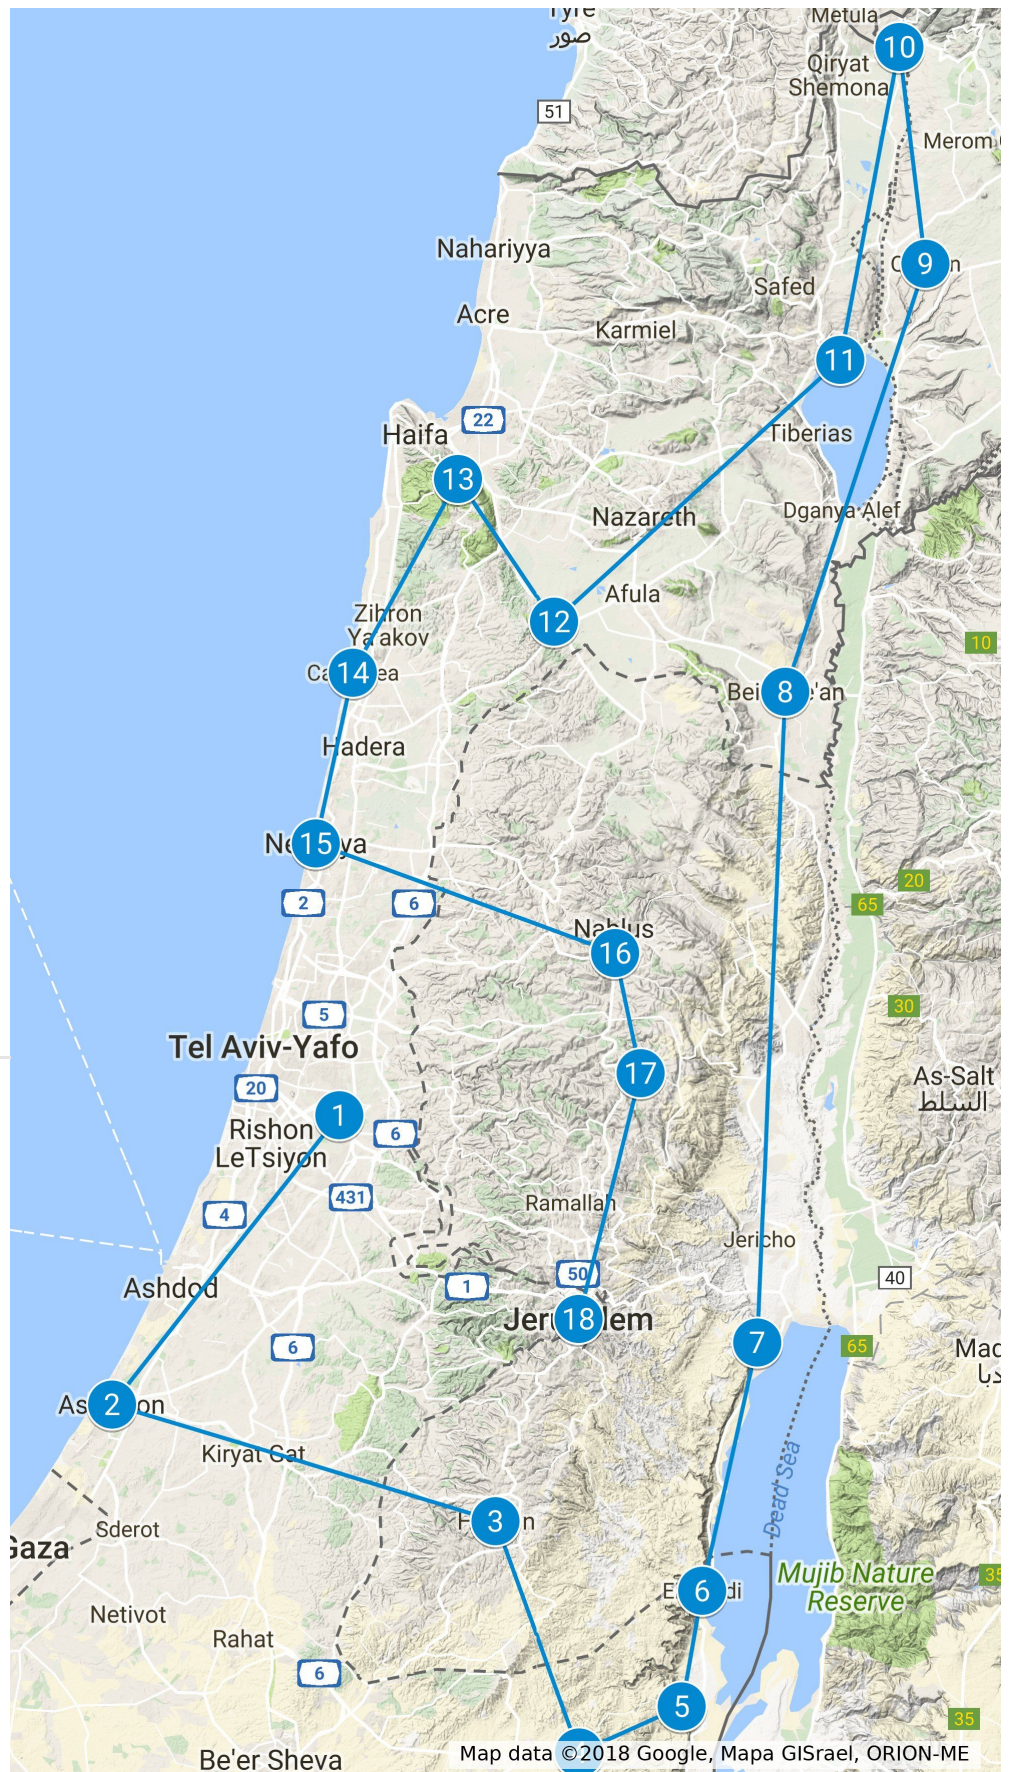 صور
Metula
10
Qiryat
Shemona
51
Merom
Nahariyya
9
Safed
Acre
Karmiel
11
22
Haifa
Tiberias
13
Dganya Alef
Nazareth
Afula
Zihron
Ya'akov
12
10
14
8
Hadera
15
20
2
6
65
Nablus
16
30
5
Tel Aviv-Yafo
17
As-Salt
السلط
20
1
Rishon
LeTsiyon
6
431
4
Ramallah
Jericho
50
40
1
Ashdod
18
7
6
65
2
Kiryat Gat
Dead Sea
3
Sderot
Gaza
Mujib Nature
Reserve
35
6
Netivot
Rahat
6
5
35
Be'er Sheva
Map data ©2018 Google, Mapa GISrael, ORION-ME